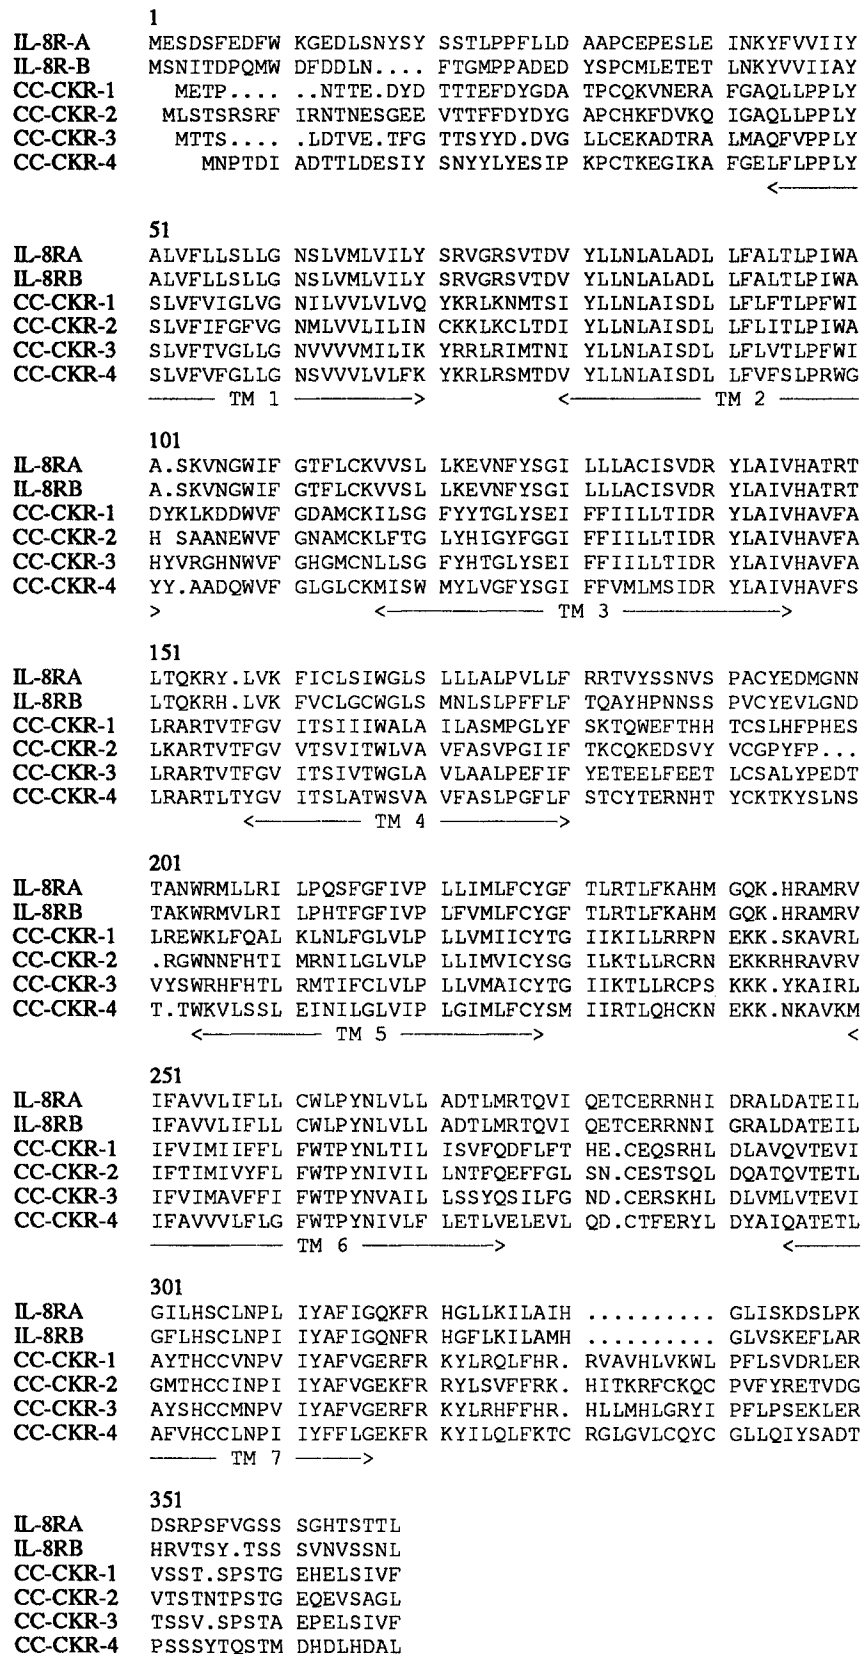 1
IL-8R-A MESDSFEDFW KGEDLSNYSY SSTLPPFLLD AAPCEPESLE INKYFVVIIY
IL-8R-B MSNITDPQMW DFDDLN.... FTGMPPADED YSPCMLETET LNKYVVIIAY
CC-CKR-1 METP.... ..NTTE.DYD TTTEFDYGDA TPCQKVNERA FGAQLLPPLY
CC-CKR-2 MLSTSRSRF IRNTNESGEE VTTFFDYDYG APCHKFDVKQ IGAQLLPPLY
CC-CKR-3 MTTS.... .LDTVE.TFG TTSYYD.DVG LLCEKADTRA LMAQFVPPLY
CC-CKR-4 MNPTDI ADTTLDESIY SNYYLYESIP KPCTKEGIKA FGELFLPPLY
<———
51
IL-8RA ALVFLLSLLG NSLVMLVILY SRVGRSVTDV YLLNLALADL LFALTLPIWA
IL-8RB ALVFLLSLLG NSLVMLVILY SRVGRSVTDV YLLNLALADL LFALTLPIWA
CC-CKR-1 SLVFVIGLVG NILVVLVLVQ YKRLKNMTSI YLLNLAISDL LFLFTLPFWI
CC-CKR-2 SLVFIFGFVG NMLVVLILIN CKKLKCLTDI YLLNLAISDL LFLITLPIWA
CC-CKR-3 SLVFTVGLLG NVVVVMILIK YRRLRIMTNI YLLNLAISDL LFLVTLPFWI
CC-CKR-4 SLVFVFGLLG NSVVVLVLFK YKRLRSMTDV YLLNLAISDL LFVFSLPRWG
——— TM 1 ———> <——— TM 2 ———
101
IL-8RA A.SKVNGWIF GTFLCKVVSL LKEVNFYSGI LLLACISVDR YLAIVHATRT
IL-8RB A.SKVNGWIF GTFLCKVVSL LKEVNFYSGI LLLACISVDR YLAIVHATRT
CC-CKR-1 DYKLKDDWVF GDAMCKILSG FYYTGLYSEI FFIILLTIDR YLAIVHAVFA
CC-CKR-2 H SAANEWVF GNAMCKLFTG LYHIGYFGGI FFIILLTIDR YLAIVHAVFA
CC-CKR-3 HYVRGHNWVF GHGMCNLLSG FYHTGLYSEI FFIILLTIDR YLAIVHAVFA
CC-CKR-4 YY.AADQWVF GLGLCKMISW MYLVGFYSGI FFVMLMSIDR YLAIVHAVFS
> <——— TM 3 ———>
151
IL-8RA LTQKRY.LVK FICLSIWGLS LLLALPVLLF RRTVYSSNVS PACYEDMGNN
IL-8RB LTQKRH.LVK FVCLGCWGLS MNLSLPFFLF TQAYHPNNSS PVCYEVLGND
CC-CKR-1 LRARTVTFGV ITSIIIWALA ILASMPGLYF SKTQWEFTHH TCSLHFPHES
CC-CKR-2 LKARTVTFGV VTSVITWLVA VFASVPGIIF TKCQKEDSVY VCGPYFP...
CC-CKR-3 LRARTVTFGV ITSIVTWGLA VLAALPEFIF YETEELFEET LCSALYPEDT
CC-CKR-4 LRARTLTYGV ITSLATWSVA VFASLPGFLF STCYTERNHT YCKTKYSLNS
<——— TM 4 ———>
201
IL-8RA TANWRMLLRI LPQSFGFIVP LLIMLFCYGF TLRTLFKAHM GQK.HRAMRV
IL-8RB TAKWRMVLRI LPHTFGFIVP LFVMLFCYGF TLRTLFKAHM GQK.HRAMRV
CC-CKR-1 LREWKLFQAL KLNLFGLVLP LLVMIICYTG IIKILLRRPN EKK.SKAVRL
CC-CKR-2 .RGWNNFHTI MRNILGLVLP LLIMVICYSG ILKTLLRCRN EKKRHRAVRV
CC-CKR-3 VYSWRHFHTL RMTIFCLVLP LLVMAICYTG IIKTLLRCPS KKK.YKAIRL
CC-CKR-4 T.TWKVLSSL EINILGLVIP LGIMLFCYSM IIRTLQHCKN EKK.NKAVKM
<——— TM 5 ———> <
251
IL-8RA IFAVVLIFLL CWLPYNLVLL ADTLMRTQVI QETCERRNHI DRALDATEIL
IL-8RB IFAVVLIFLL CWLPYNLVLL ADTLMRTQVI QETCERRNNI GRALDATEIL
CC-CKR-1 IFVIMIIFFL FWTPYNLTIL ISVFQDFLFT HE.CEQSRHL DLAVQVTEVI
CC-CKR-2 IFTIMIVYFL FWTPYNIVIL LNTFQEFFGL SN.CESTSQL DQATQVTETL
CC-CKR-3 IFVIMAVFFI FWTPYNVAIL LSSYQSILFG ND.CERSKHL DLVMLVTEVI
CC-CKR-4 IFAVVVLFLG FWTPYNIVLF LETLVELEVL QD.CTFERYL DYAIQATETL
——— TM 6 ———> <———
301
IL-8RA GILHSCLNPL IYAFIGQKFR HGLLKILAIH .......... GLISKDSLPK
IL-8RB GFLHSCLNPI IYAFIGQNFR HGFLKILAMH .......... GLVSKEFLAR
CC-CKR-1 AYTHCCVNPV IYAFVGERFR KYLRQLFHR. RVAVHLVKWL PFLSVDRLER
CC-CKR-2 GMTHCCINPI IYAFVGEKFR RYLSVFFRK. HITKRFCKQC PVFYRETVDG
CC-CKR-3 AYSHCCMNPV IYAFVGERFR KYLRHFFHR. HLLMHLGRYI PFLPSEKLER
CC-CKR-4 AFVHCCLNPI IYFFLGEKFR KYILQLFKTC RGLGVLCQYC GLLQIYSADT
——— TM 7 ———>
351
IL-8RA DSRPSFVGSS SGHTSTTL
IL-8RB HRVTSY.TSS SVNVSSNL
CC-CKR-1 VSST.SPSTG EHELSIVF
CC-CKR-2 VTSTNTPSTG EQEVSAGL
CC-CKR-3 TSSV.SPSTA EPELSIVF
CC-CKR-4 PSSSYTQSTM DHDLHDAL